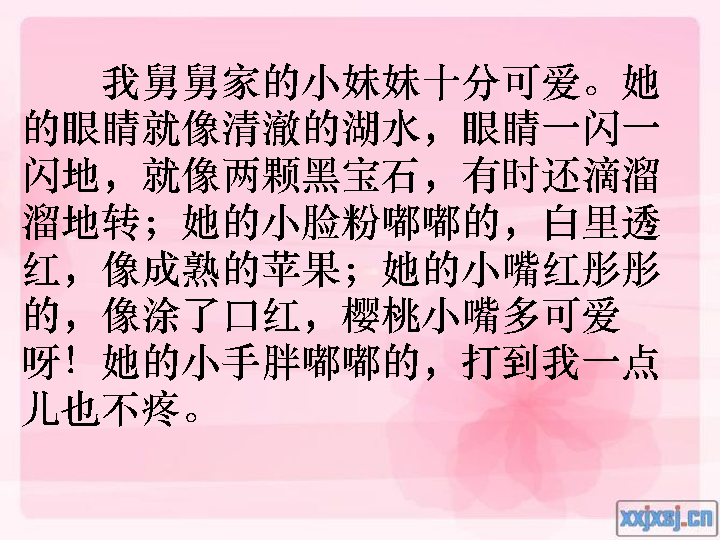 我舅舅家的小妹妹十分可爱。她
的眼睛就像清澈的湖水，眼睛一闪一
闪地，就像两颗黑宝石，有时还滴溜
溜地转；她的小脸粉嘟嘟的，白里透
红，像成熟的苹果；她的小嘴红彤彤
的，像涂了口红，樱桃小嘴多可爱
呀！她的小手胖嘟嘟的，打到我一点
儿也不疼。
xxjxsj.cn